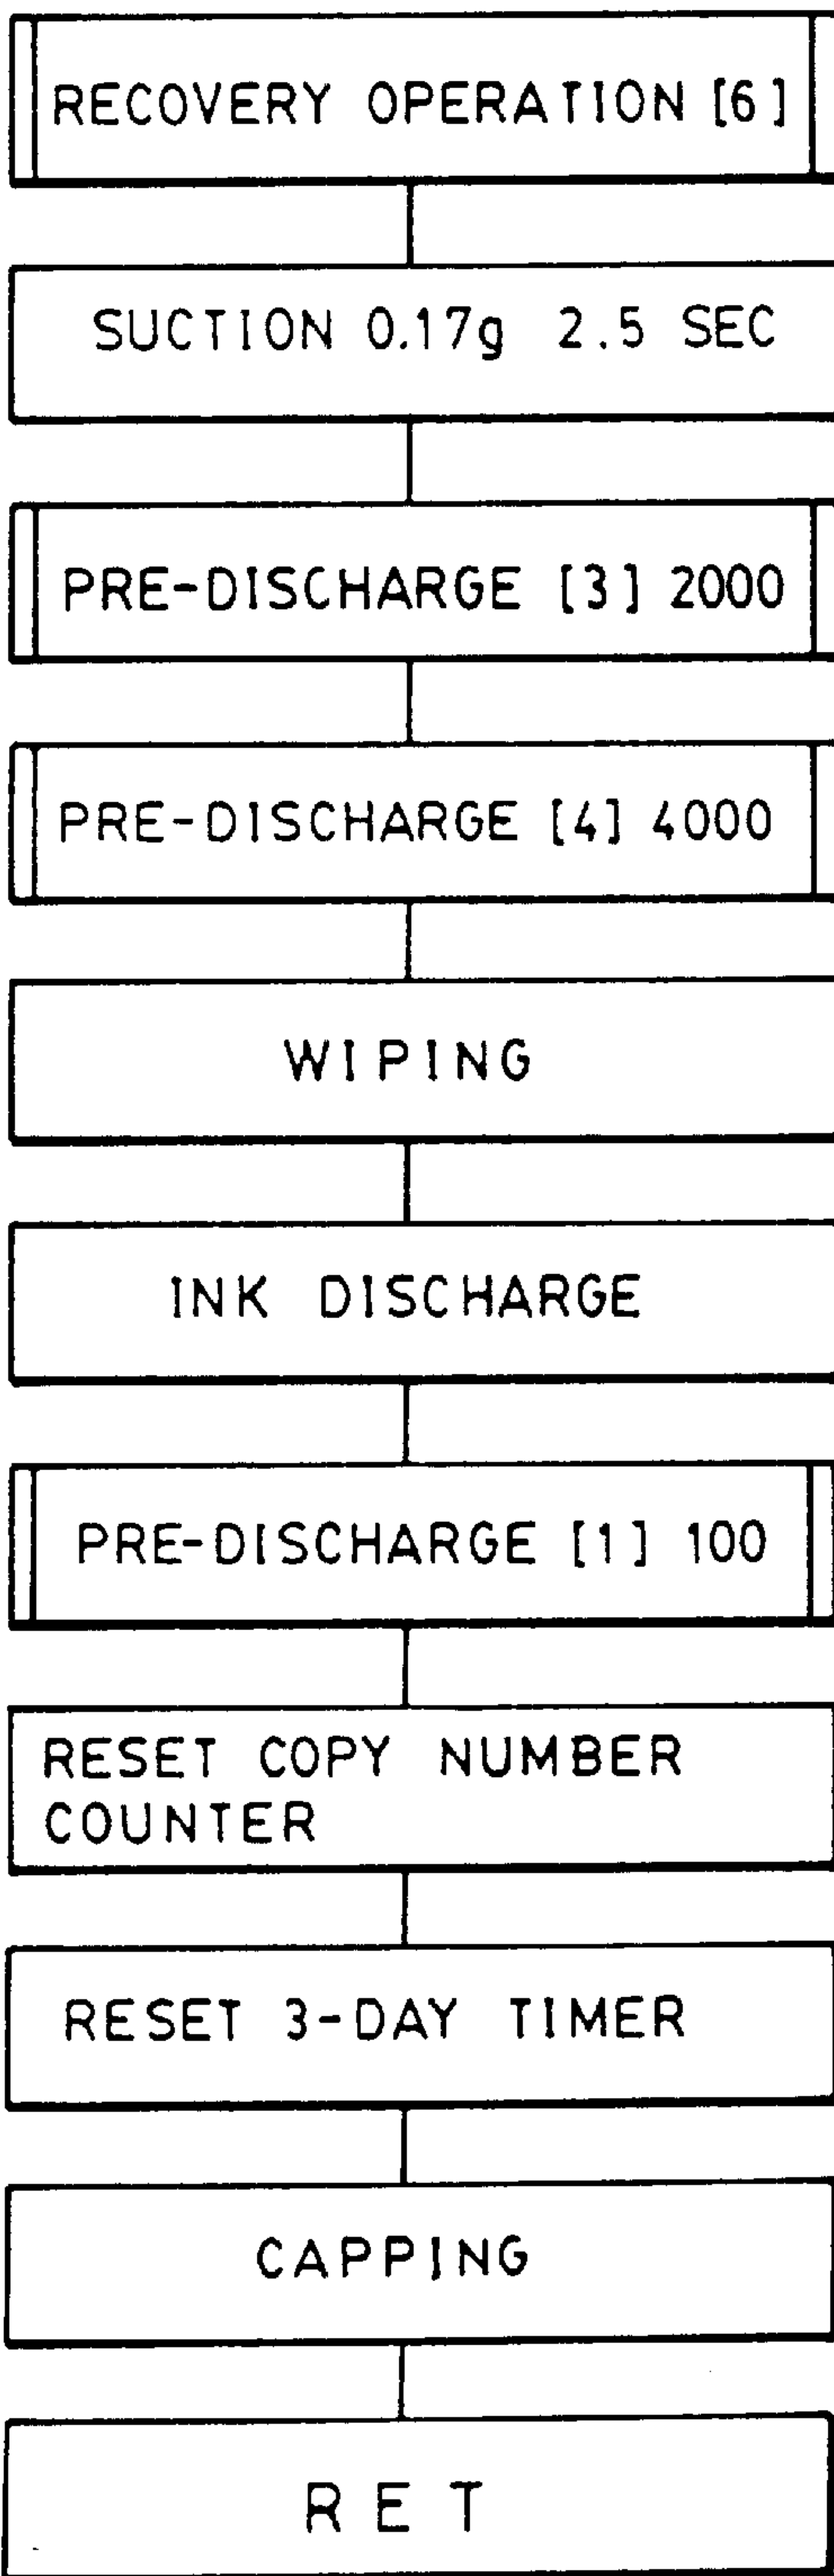 RECOVERY OPERATION [6]
SUCTION 0.17g 2.5 SEC
PRE-DISCHARGE [3] 2000
PRE-DISCHARGE [4] 4000
WIPING
INK DISCHARGE
PRE-DISCHARGE [1] 100
RESET COPY NUMBER
COUNTER
RESET 3-DAY TIMER
CAPPING
RET